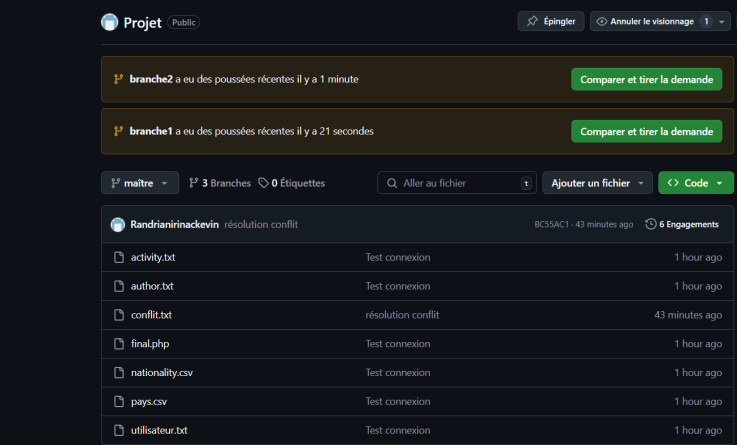 Projet Public Épingler Annuler le visionnage 1
branche2 a eu des poussées récentes il y a 1 minute Comparer et tirer la demande
branche1 a eu des poussées récentes il y a 21 secondes Comparer et tirer la demande
maître 3 Branches 0 Étiquettes Aller au fichier t Ajouter un fichier <> Code
Randrianirinackevin résolution conflit BC55AC1 · 43 minutes ago 6 Engagements
activity.txt Test connexion 1 hour ago
author.txt Test connexion 1 hour ago
conflit.txt résolution conflit 43 minutes ago
final.php Test connexion 1 hour ago
nationality.csv Test connexion 1 hour ago
pays.csv Test connexion 1 hour ago
utilisateur.txt Test connexion 1 hour ago